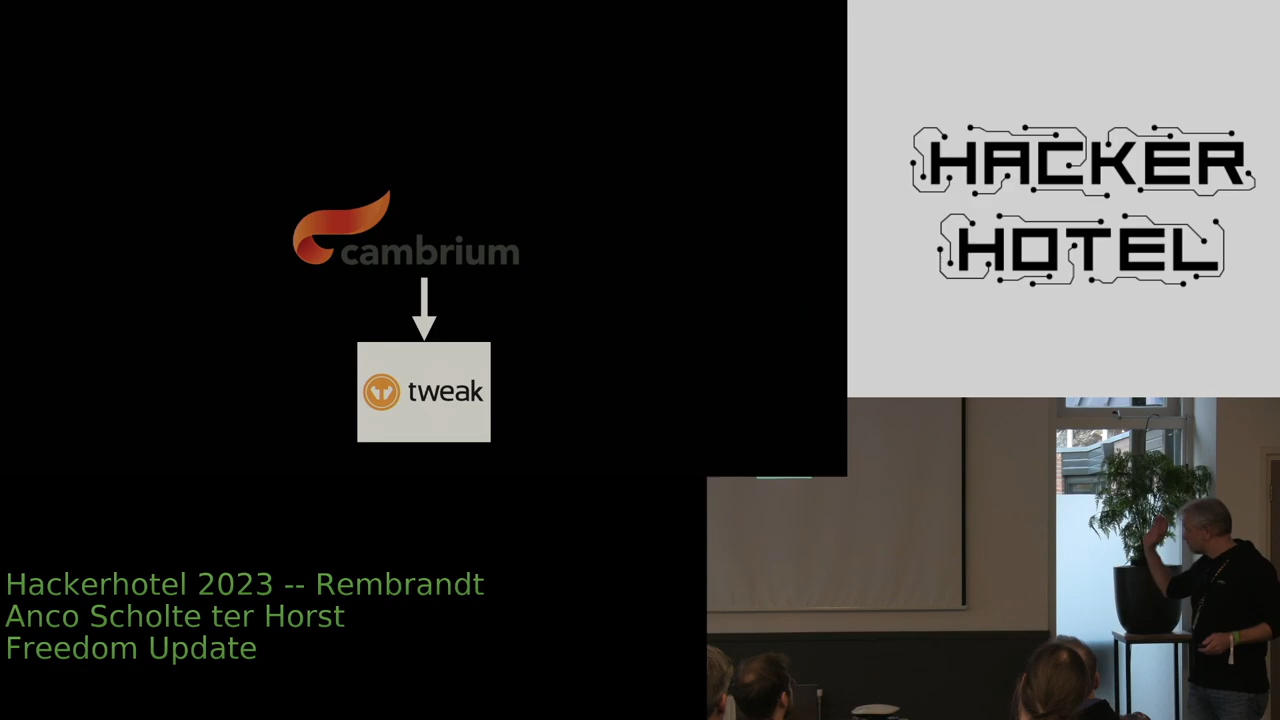 cambrium
tweak
HACKER
HOTEL
Hackerhotel 2023 -- Rembrandt
Anco Scholte ter Horst
Freedom Update